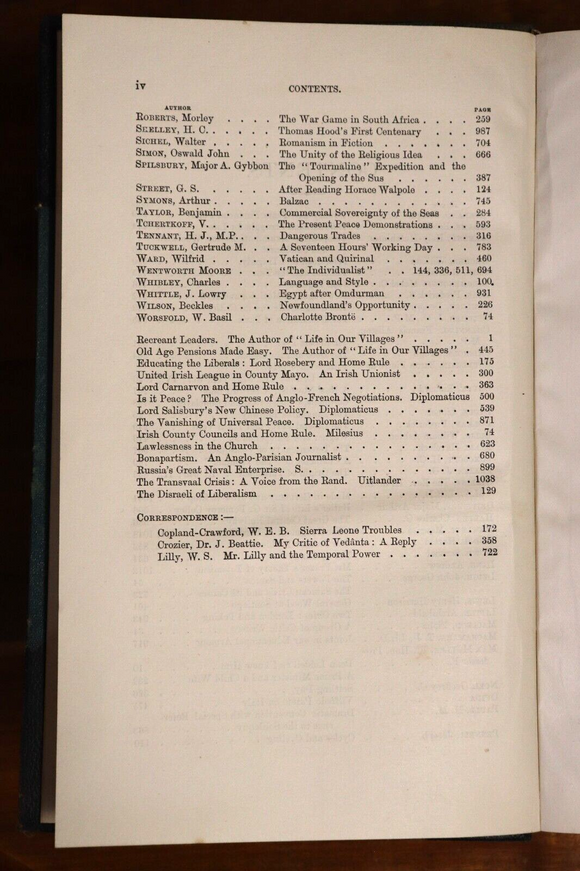 iv
CONTENTS.
AUTHOR PAGE
ROBERTS, Morley . . . . The War Game in South Africa . . . . 259
SHELLEY, H. C. . . . . . Thomas Hood's First Centenary . . . 987
SICHEL, Walter . . . . . Romanism in Fiction . . . . . . . 704
SIMON, Oswald John . . . The Unity of the Religious Idea . . . 666
SPILSBURY, Major A. Gybbon The "Tourmaline" Expedition and the
Opening of the Sus . . . . . . 387
STREET, G. S. . . . . . After Reading Horace Walpole . . . . 124
SYMONS, Arthur . . . . . Balzac . . . . . . . . . . . . 745
TAYLOR, Benjamin . . . . Commercial Sovereignty of the Seas . . 284
TCHERTKOFF, V. . . . . . The Present Peace Demonstrations . . . 593
TENNANT, H. J., M.P. . . . Dangerous Trades . . . . . . . . 316
TUCKWELL, Gertrude M. . . A Seventeen Hours' Working Day . . . 783
WARD, Wilfrid . . . . . Vatican and Quirinal . . . . . . . 460
WENTWORTH MOORE . . . "The Individualist" . . 144, 336, 511, 694
WHIBLEY, Charles . . . . Language and Style . . . . . . . . 100
WHITTLE, J. Lowry . . . Egypt after Omdurman . . . . . . 931
WILSON, Beckles . . . . Newfoundland's Opportunity . . . . . 226
WORSFOLD, W. Basil . . . Charlotte Brontë . . . . . . . . . 74
Recreant Leaders. The Author of "Life in Our Villages" . . . . . 1
Old Age Pensions Made Easy. The Author of "Life in Our Villages" . 445
Educating the Liberals: Lord Rosebery and Home Rule . . . . . . 175
United Irish League in County Mayo. An Irish Unionist . . . . . 300
Lord Carnarvon and Home Rule . . . . . . . . . . . . . 363
Is it Peace? The Progress of Anglo-French Negotiations. Diplomaticus 500
Lord Salisbury's New Chinese Policy. Diplomaticus . . . . . . . 539
The Vanishing of Universal Peace. Diplomaticus . . . . . . . . 871
Irish County Councils and Home Rule. Milesius . . . . . . . . 74
Lawlessness in the Church . . . . . . . . . . . . . . . 623
Bonapartism. An Anglo-Parisian Journalist . . . . . . . . . . 680
Russia's Great Naval Enterprise. S. . . . . . . . . . . . . . 899
The Transvaal Crisis: A Voice from the Rand. Uitlander . . . . . 1038
The Disraeli of Liberalism . . . . . . . . . . . . . . . 129
CORRESPONDENCE:—
Copland-Crawford, W. E. B. Sierra Leone Troubles . . . . . 172
Crozier, Dr. J. Beattie. My Critic of Vedânta: A Reply . . . . 358
Lilly, W. S. Mr. Lilly and the Temporal Power . . . . . . . 722